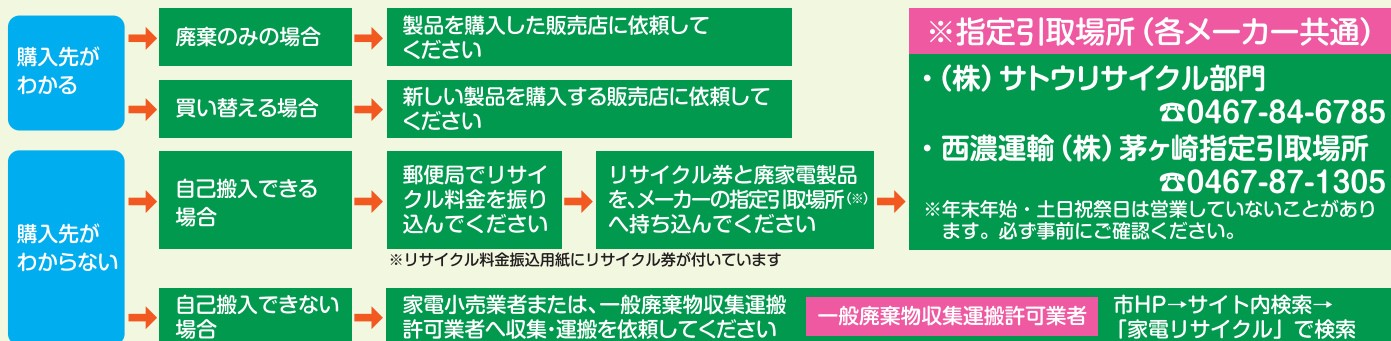 購入先が
わかる
廃棄のみの場合
製品を購入した販売店に依頼して
ください
買い替える場合
新しい製品を購入する販売店に依頼して
ください
購入先が
わからない
自己搬入できる
場合
郵便局でリサイ
クル料金を振り
込んでください
※リサイクル料金振込用紙にリサイクル券が付いています
リサイクル券と廃家電製品
を、メーカーの指定引取場所(※)
へ持ち込んでください
※指定引取場所(各メーカー共通)
・(株)サトウリサイクル部門
☎0467-84-6785
・西濃運輸(株)茅ヶ崎指定引取場所
☎0467-87-1305
※年末年始・土日祝祭日は営業していないことがあり
ます。必ず事前にご確認ください。
自己搬入できない
場合
家電小売業者または、一般廃棄物収集運搬
許可業者へ収集・運搬を依頼してください
一般廃棄物収集運搬許可業者
市HP→サイト内検索→
「家電リサイクル」で検索